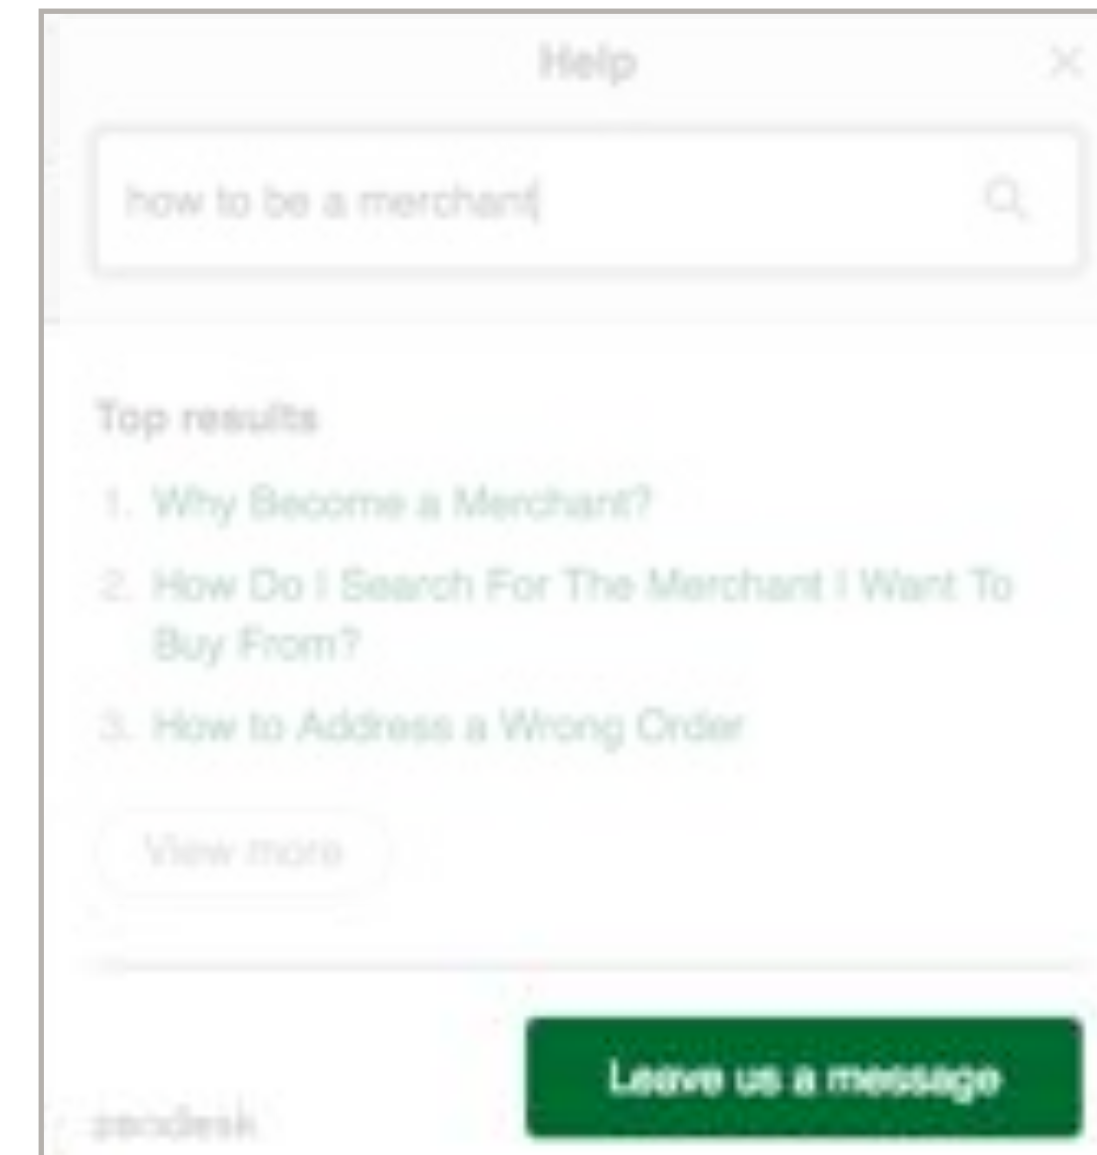 Help
how to be a merchant
Top results
1. Why Become a Merchant?
2. How Do I Search For The Merchant I Want To
Buy From?
3. How to Address a Wrong Order
View more
Leave us a message
zendesk